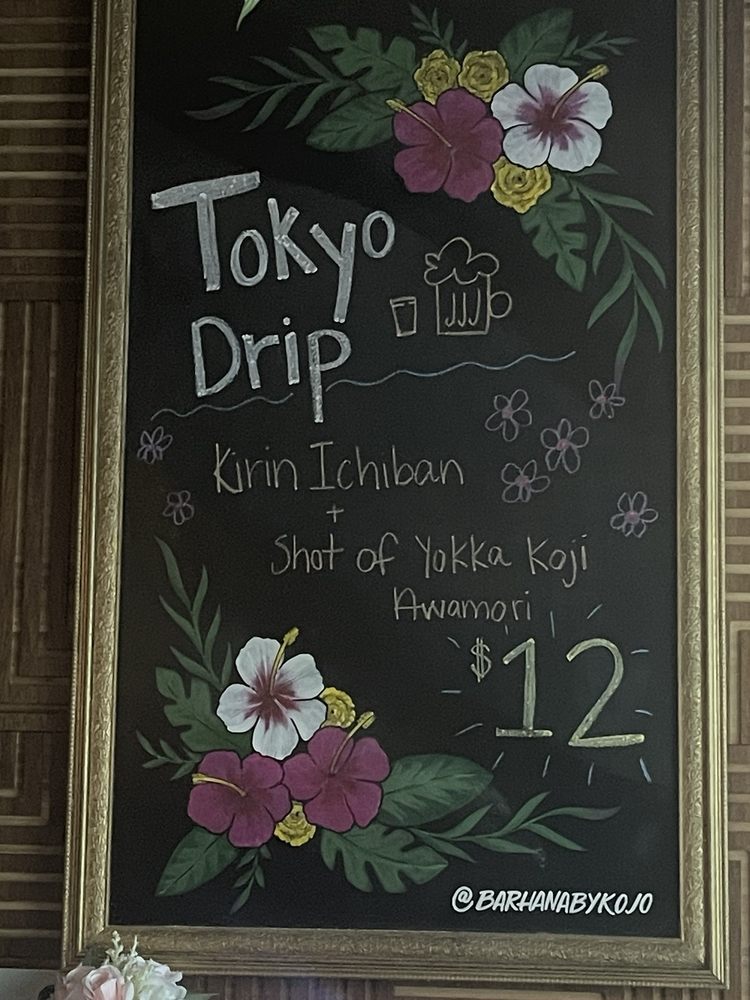 Tokyo
Drip
Kirin Ichiban
+
Shot of Yokka Koji
Awamori
$12
@BARHANABYKOJO